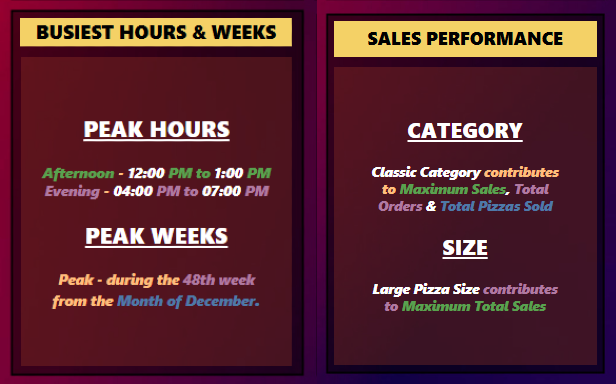 BUSIEST HOURS & WEEKS
PEAK HOURS
Afternoon - 12:00 PM to 1:00 PM
Evening - 04:00 PM to 07:00 PM
PEAK WEEKS
Peak - during the 48th week
from the Month of December.
SALES PERFORMANCE
CATEGORY
Classic Category contributes
to Maximum Sales, Total
Orders & Total Pizzas Sold
SIZE
Large Pizza Size contributes
to Maximum Total Sales